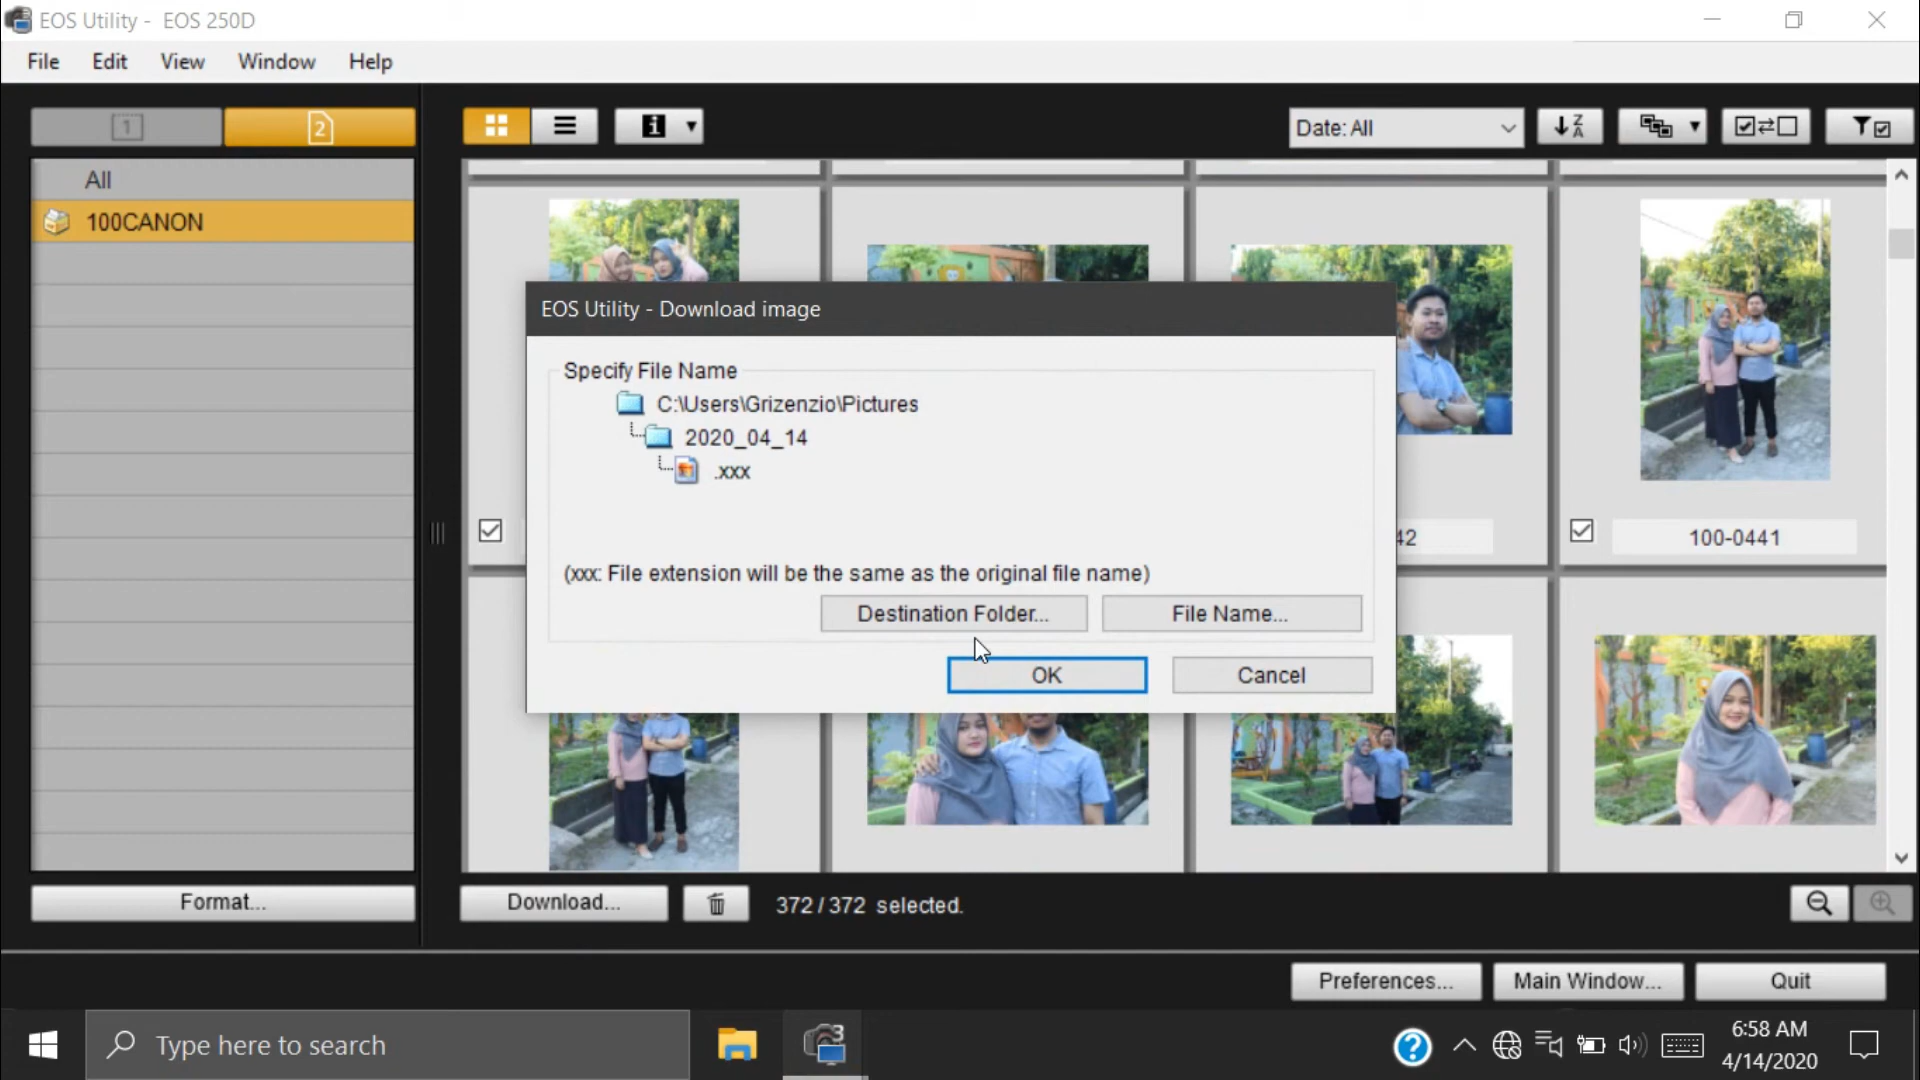 EOS Utility - EOS 250D
File Edit View Window Help
1 2 Date: All
All
100CANON
EOS Utility - Download image
Specify File Name
C:\Users\Grizenzio\Pictures
2020_04_14
.xxx
42 100-0441
(xxx: File extension will be the same as the original file name)
Destination Folder... File Name...
OK Cancel
Format... Download... 372 / 372 selected.
Preferences... Main Window... Quit
Type here to search
6:58 AM
4/14/2020